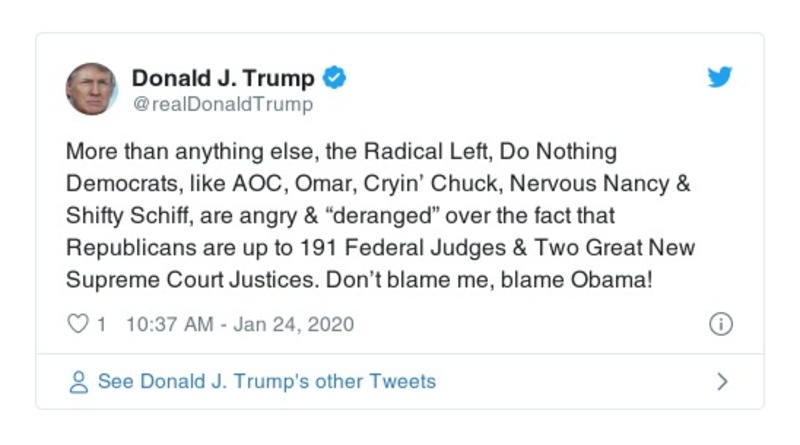 Donald J. Trump
@realDonaldTrump
More than anything else, the Radical Left, Do Nothing
Democrats, like AOC, Omar, Cryin’ Chuck, Nervous Nancy &
Shifty Schiff, are angry & “deranged” over the fact that
Republicans are up to 191 Federal Judges & Two Great New
Supreme Court Justices. Don’t blame me, blame Obama!
1 10:37 AM - Jan 24, 2020
See Donald J. Trump's other Tweets